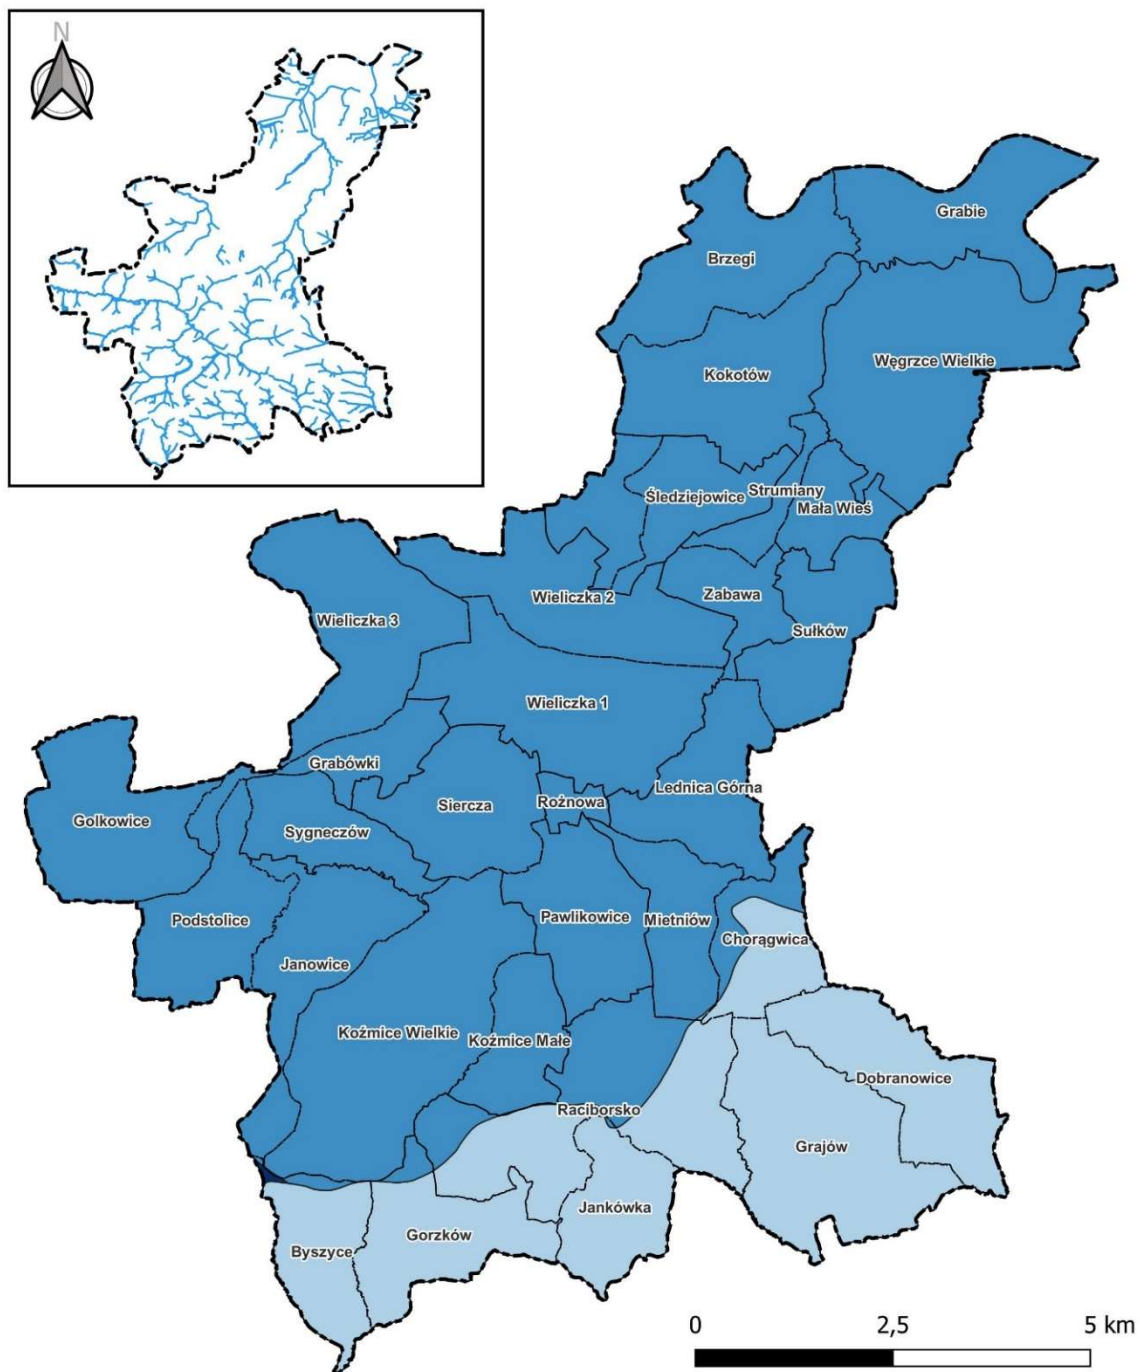 N
Grabie
Brzegi
Węgrzce Wielkie
Kokotów
Śledziejowice
Strumiany
Mała Wieś
Wieliczka 2
Zabawa
Wieliczka 3
Sułków
Wieliczka 1
Grabówki
Lednica Górna
Siercza
Rożnowa
Golkowice
Sygneczów
Podstolice
Pawlikowice
Mietniów
Chorągwica
Janowice
Koźmice Wielkie
Koźmice Małe
Dobranowice
Raciborsko
Grajów
Jankówka
Gorzków
Byszyce
0 2,5 5 km